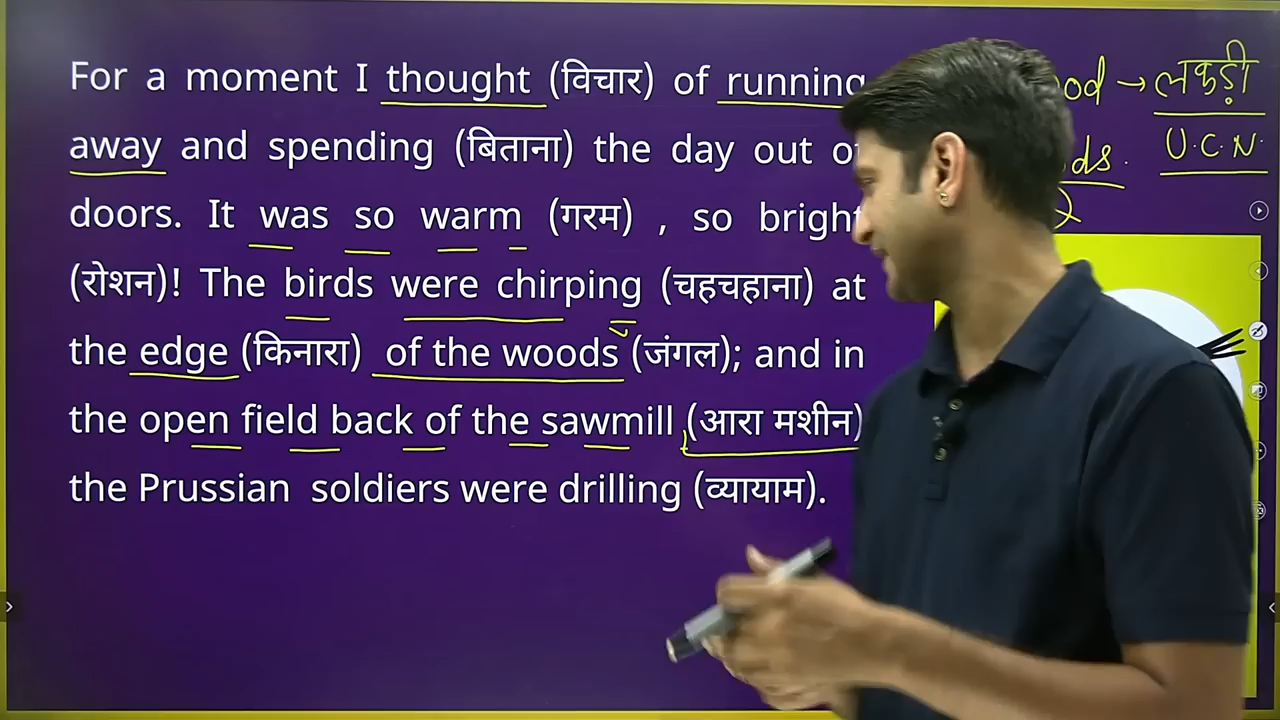 For a moment I thought (विचार) of running
away and spending (बिताना) the day out of
doors. It was so warm (गरम) , so bright
(रोशन)! The birds were chirping (चहचहाना) at
the edge (किनारा) of the woods (जंगल); and in
the open field back of the sawmill (आरा मशीन)
the Prussian soldiers were drilling (व्यायाम).
→ लकड़ी
U.C.N.